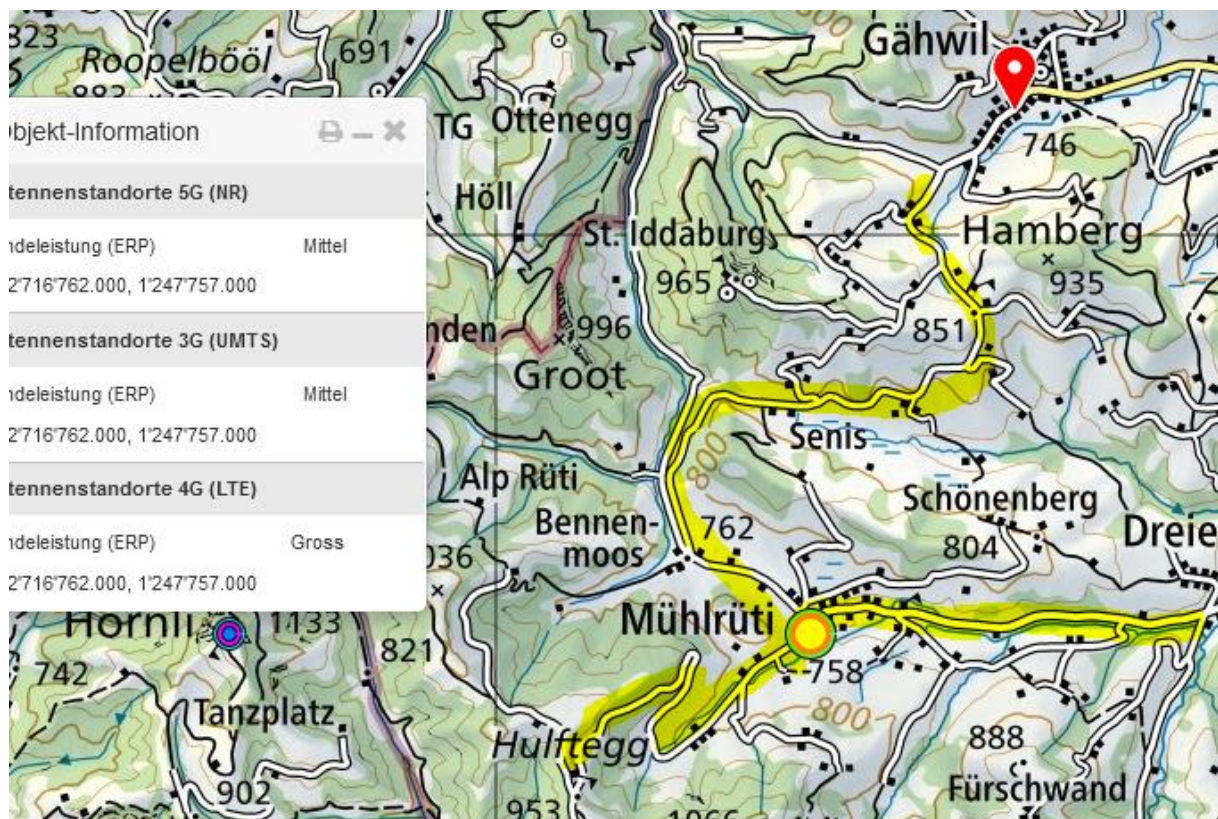 323
Roopelbööl
691
800
Gähwil
883
Objekt-Information
TG Ottenegg
746
tennenstandorte 5G (NR)
Höll
ndeleistung (ERP) Mittel
St. Iddaburg
Hamberg
2'716'762.000, 1'247'757.000
965
935
tennenstandorte 3G (UMTS)
nden
996
851
Groot
ndeleistung (ERP) Mittel
2'716'762.000, 1'247'757.000
Senis
800
tennenstandorte 4G (LTE)
Alp Rüti
Schönenberg
Bennen-
moos
762
804
Dreie
ndeleistung (ERP) Gross
036
2'716'762.000, 1'247'757.000
Hörnli
1133
Mühlrüti
821
742
758
Tanzplatz
800
Hulftegg
888
902
Fürschwand
953
1066